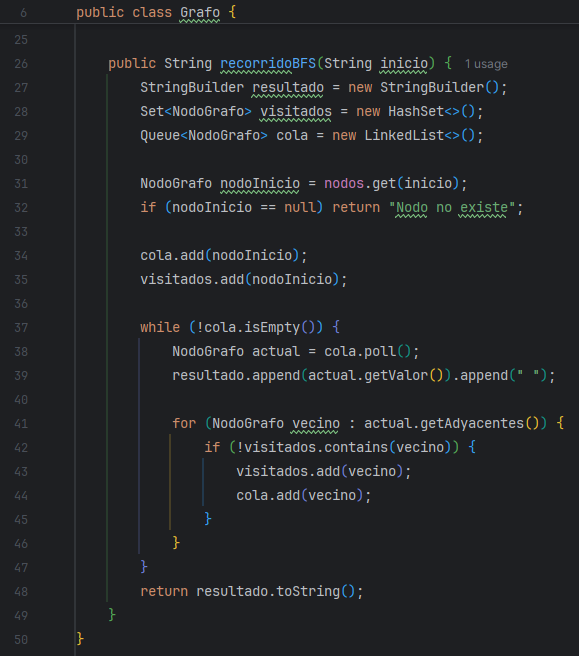 6 public class Grafo {
25
26 public String recorridoBFS(String inicio) { 1 usage
27 StringBuilder resultado = new StringBuilder();
28 Set<NodoGrafo> visitados = new HashSet<>();
29 Queue<NodoGrafo> cola = new LinkedList<>();
30
31 NodoGrafo nodoInicio = nodos.get(inicio);
32 if (nodoInicio == null) return "Nodo no existe";
33
34 cola.add(nodoInicio);
35 visitados.add(nodoInicio);
36
37 while (!cola.isEmpty()) {
38 NodoGrafo actual = cola.poll();
39 resultado.append(actual.getValor()).append(" ");
40
41 for (NodoGrafo vecino : actual.getAdyacentes()) {
42 if (!visitados.contains(vecino)) {
43 visitados.add(vecino);
44 cola.add(vecino);
45 }
46 }
47 }
48 return resultado.toString();
49 }
50 }